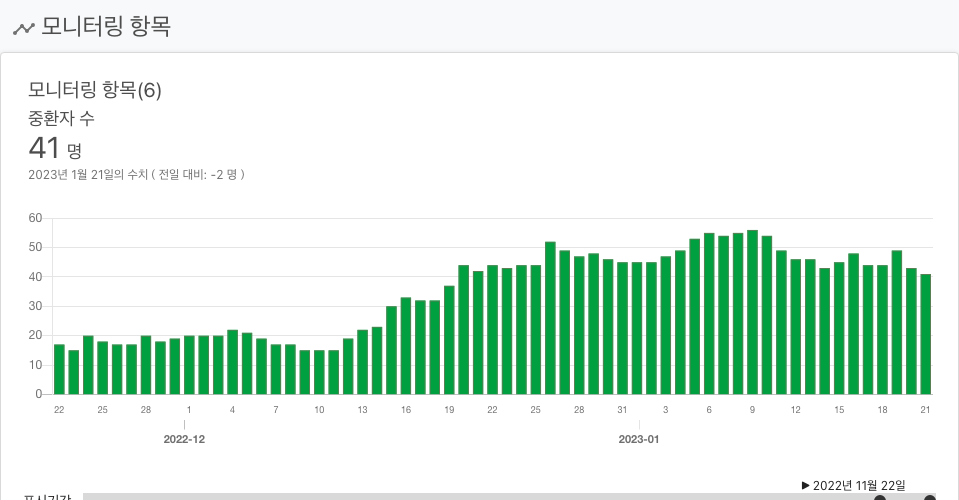 모니터링 항목
모니터링 항목(6)
중환자 수
41 명
2023년 1월 21일의 수치 ( 전일 대비: -2 명 )
60
50
40
30
20
10
0
22 25 28 1 4 7 10 13 16 19 22 25 28 31 3 6 9 12 15 18 21
2022-12 2023-01
▶ 2022년 11월 22일
표시기간